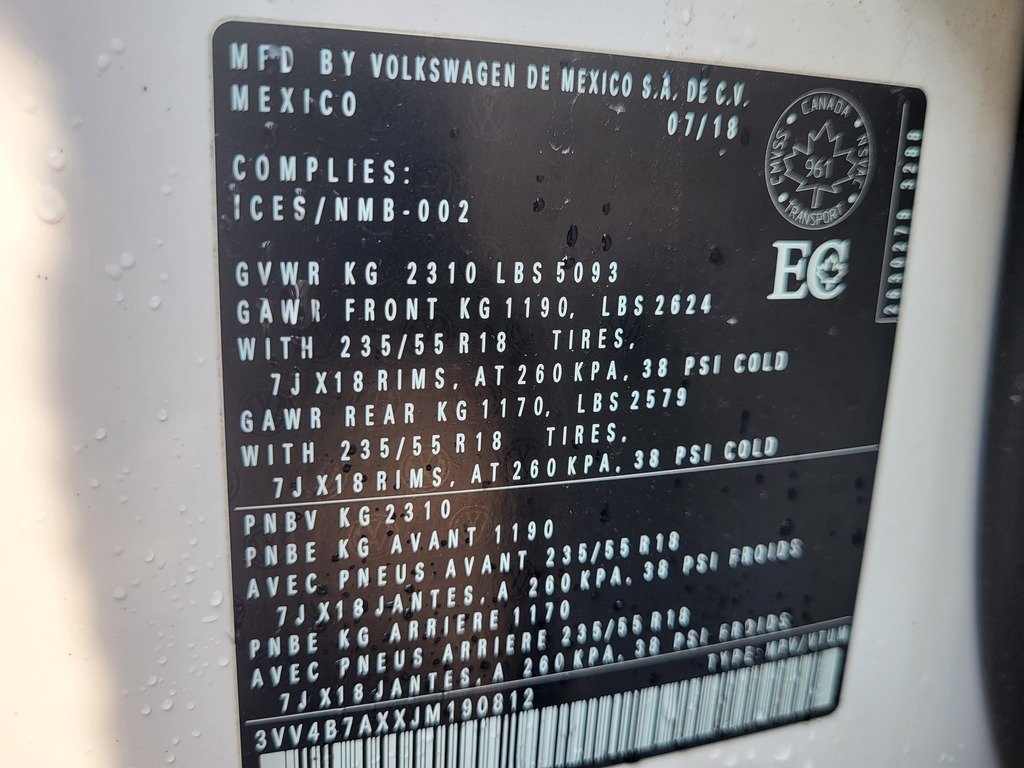 MFD BY VOLKSWAGEN DE MEXICO S.A. DE C.V.
MEXICO
07/18
CANADA
961
TRANSPORT
CMVSS
NSVAC
COMPLIES:
ICES/NMB-002
EC
GVWR KG 2310 LBS 5093
GAWR FRONT KG 1190, LBS 2624
WITH 235/55 R18 TIRES,
7J X18 RIMS, AT 260 KPA, 38 PSI COLD
GAWR REAR KG 1170, LBS 2579
WITH 235/55 R18 TIRES,
7J X18 RIMS, AT 260 KPA, 38 PSI COLD
PNBV KG 2310
PNBE KG AVANT 1190
AVEC PNEUS AVANT 235/55 R18
7J X18 JANTES, A 260 KPA, 38 PSI FROIDS
PNBE KG ARRIERE 1170
AVEC PNEUS ARRIERE 235/55 R18
7J X18 JANTES, A 260 KPA, 38 PSI FROIDS
TYPE: MPV/VTUM
3VV4B7AXXJM190812